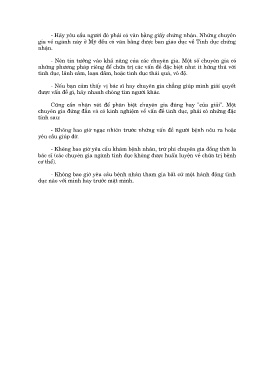 - Hãy yêu cầu người đó phải có văn bằng giấy chứng nhận. Những chuyên
gia về ngành này ở Mỹ đều có văn bằng được ban giáo dục về Tình dục chứng
nhận.
- Nên tin tưởng vào khả năng của các chuyên gia. Một số chuyên gia có
những phương pháp riêng để chữa trị các vấn đề đặc biệt như: ít hứng thú với
tình dục, lãnh cảm, loạn dâm, hoặc tình dục thái quá, vô độ.
- Nếu bạn cảm thấy vị bác sĩ hay chuyên gia chẳng giúp mình giải quyết
được vấn đề gì, hãy nhanh chóng tìm người khác.
Cũng cần nhận xét để phân biệt chuyên gia đúng hay "của giả". Một
chuyên gia đứng đắn và có kinh nghiệm về vấn đề tình dục, phải có những đặc
tính sau:
- Không bao giờ ngạc nhiên trước những vấn đề người bệnh nêu ra hoặc
yêu cầu giúp đỡ.
- Không bao giờ yêu cầu khám bệnh nhân, trừ phi chuyên gia đồng thời là
bác sĩ (các chuyên gia ngành tình dục không được huấn luyện về chữa trị bệnh
cơ thể).
- Không bao giờ yêu cầu bệnh nhân tham gia bất cứ một hành động tình
dục nào với mình hay trước mặt mình.